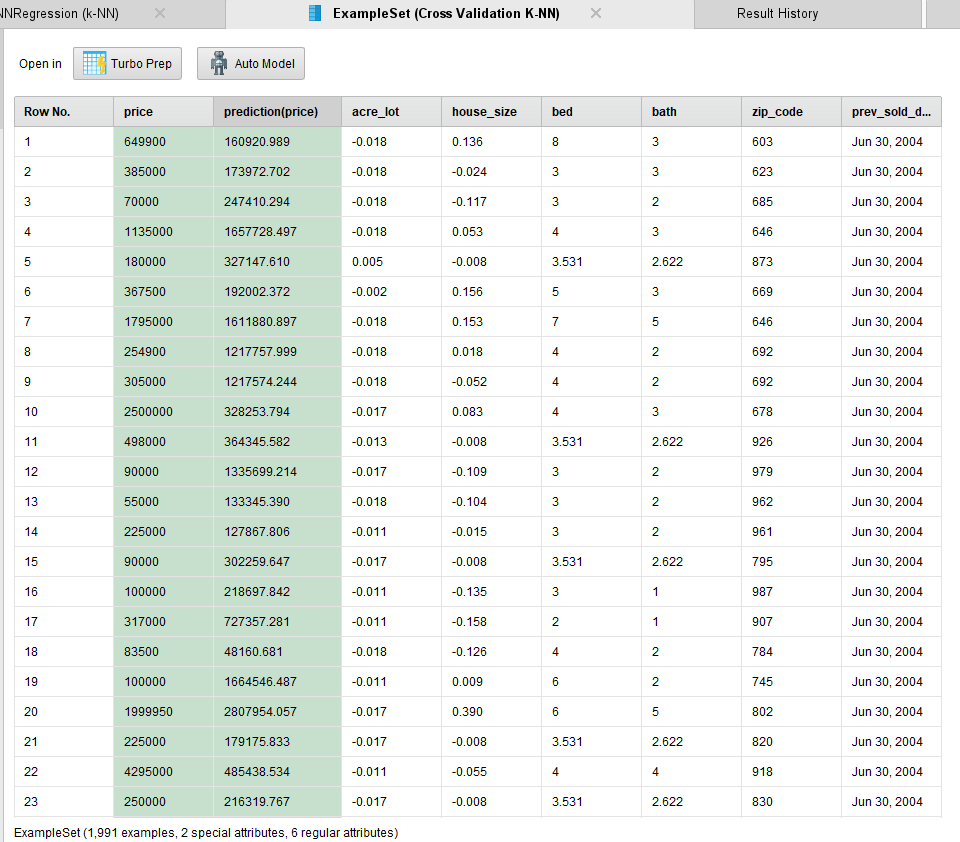 NNRegression (k-NN) ExampleSet (Cross Validation K-NN) Result History
Open in Turbo Prep Auto Model
Row No. price prediction(price) acre_lot house_size bed bath zip_code prev_sold_d...
1 649900 160920.989 -0.018 0.136 8 3 603 Jun 30, 2004
2 385000 173972.702 -0.018 -0.024 3 3 623 Jun 30, 2004
3 70000 247410.294 -0.018 -0.117 3 2 685 Jun 30, 2004
4 1135000 1657728.497 -0.018 0.053 4 3 646 Jun 30, 2004
5 180000 327147.610 0.005 -0.008 3.531 2.622 873 Jun 30, 2004
6 367500 192002.372 -0.002 0.156 5 3 669 Jun 30, 2004
7 1795000 1611880.897 -0.018 0.153 7 5 646 Jun 30, 2004
8 254900 1217757.999 -0.018 0.018 4 2 692 Jun 30, 2004
9 305000 1217574.244 -0.018 -0.052 4 2 692 Jun 30, 2004
10 2500000 328253.794 -0.017 0.083 4 3 678 Jun 30, 2004
11 498000 364345.582 -0.013 -0.008 3.531 2.622 926 Jun 30, 2004
12 90000 1335699.214 -0.017 -0.109 3 2 979 Jun 30, 2004
13 55000 133345.390 -0.018 -0.104 3 2 962 Jun 30, 2004
14 225000 127867.806 -0.011 -0.015 3 2 961 Jun 30, 2004
15 90000 302259.647 -0.017 -0.008 3.531 2.622 795 Jun 30, 2004
16 100000 218697.842 -0.011 -0.135 3 1 987 Jun 30, 2004
17 317000 727357.281 -0.011 -0.158 2 1 907 Jun 30, 2004
18 83500 48160.681 -0.018 -0.126 4 2 784 Jun 30, 2004
19 100000 1664546.487 -0.011 0.009 6 2 745 Jun 30, 2004
20 1999950 2807954.057 -0.017 0.390 6 5 802 Jun 30, 2004
21 225000 179175.833 -0.017 -0.008 3.531 2.622 820 Jun 30, 2004
22 4295000 485438.534 -0.011 -0.055 4 4 918 Jun 30, 2004
23 250000 216319.767 -0.017 -0.008 3.531 2.622 830 Jun 30, 2004
ExampleSet (1,991 examples, 2 special attributes, 6 regular attributes)